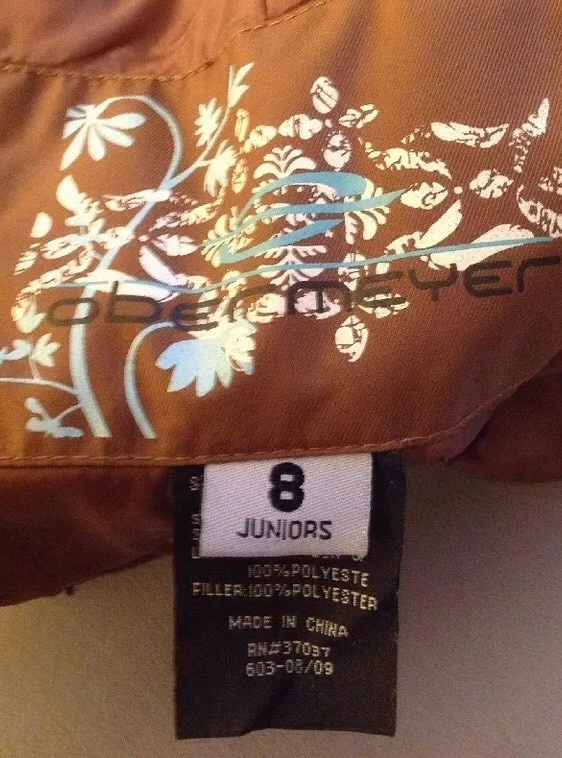 obermeyer
8
JUNIORS
100%POLYESTE
FILLER:100%POLYESTER
MADE IN CHINA
RN#37037
603-08/09